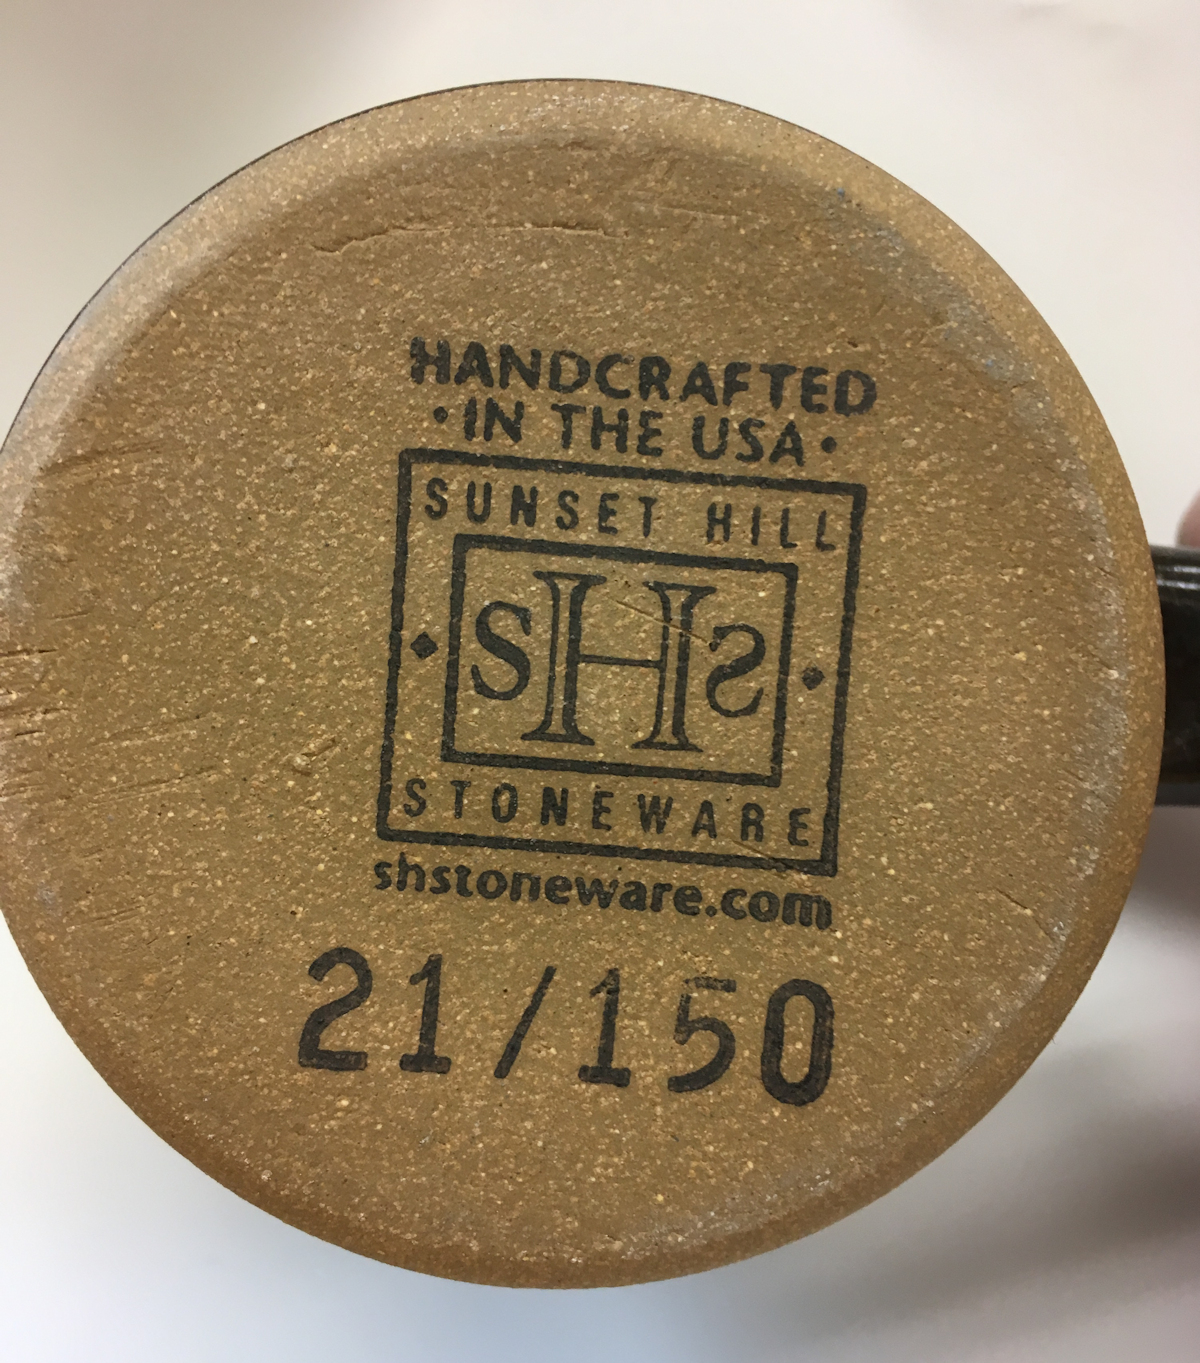 HANDCRAFTED
• IN THE USA •
SUNSET HILL
SHS
STONEWARE
shstoneware.com
21/150